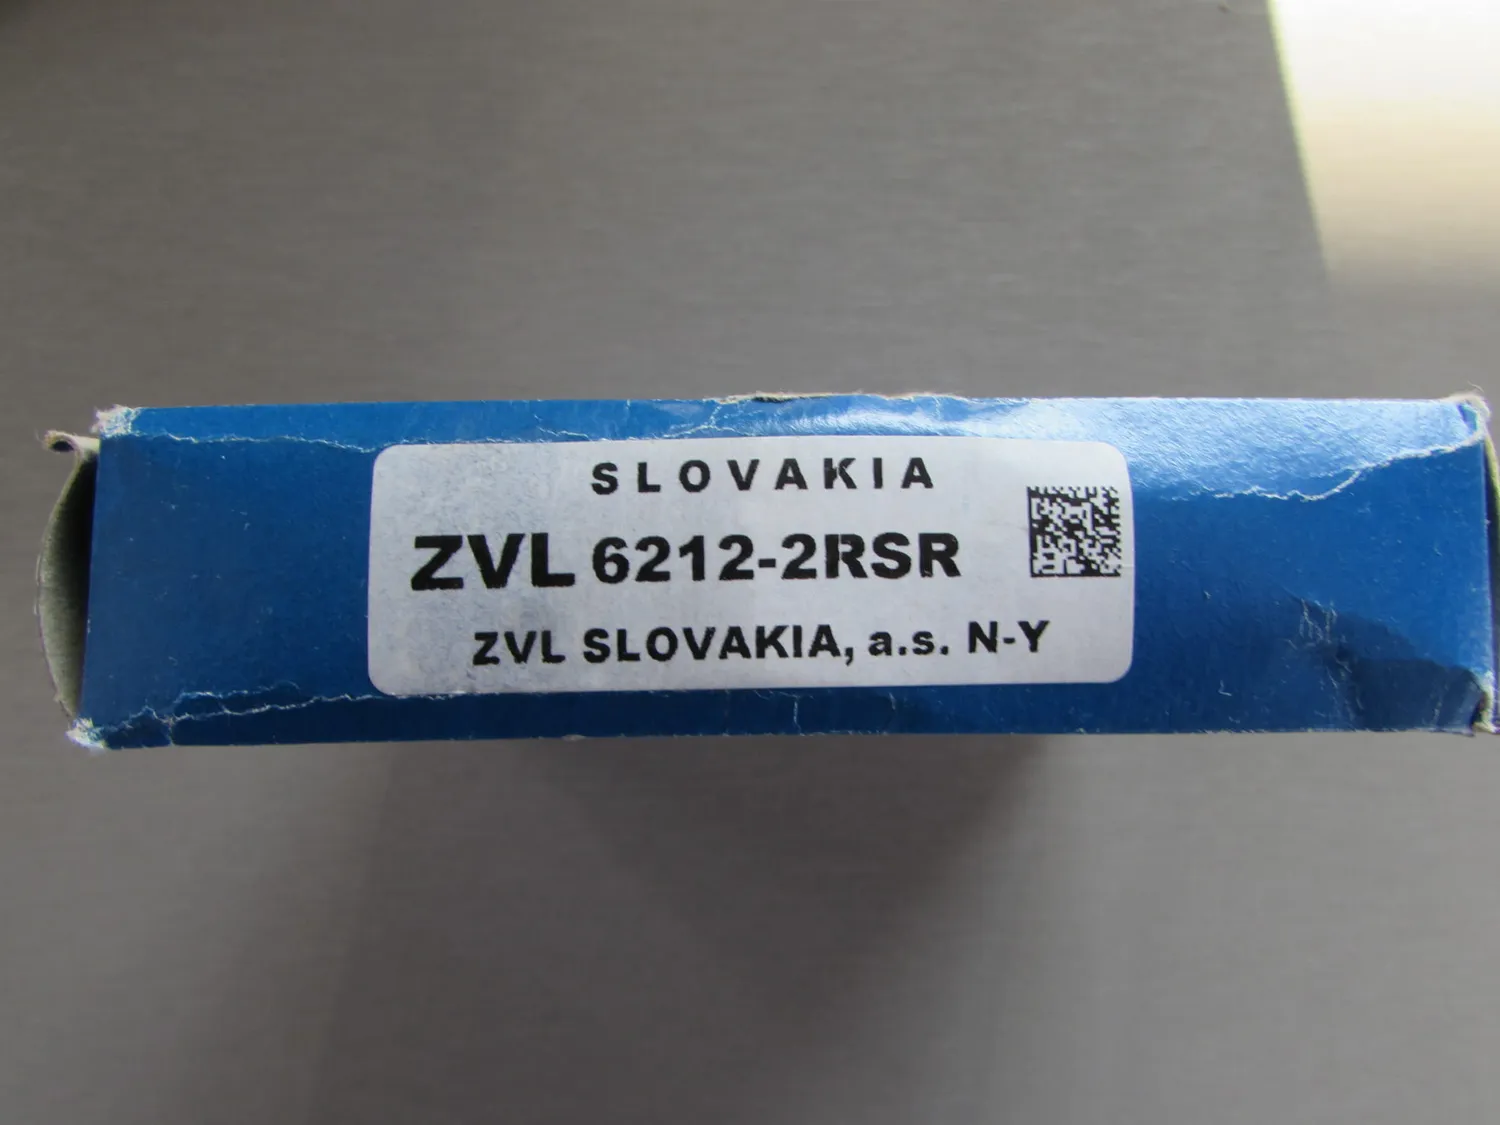 SLOVAKIA
ZVL 6212-2RSR
ZVL SLOVAKIA, a.s. N-Y